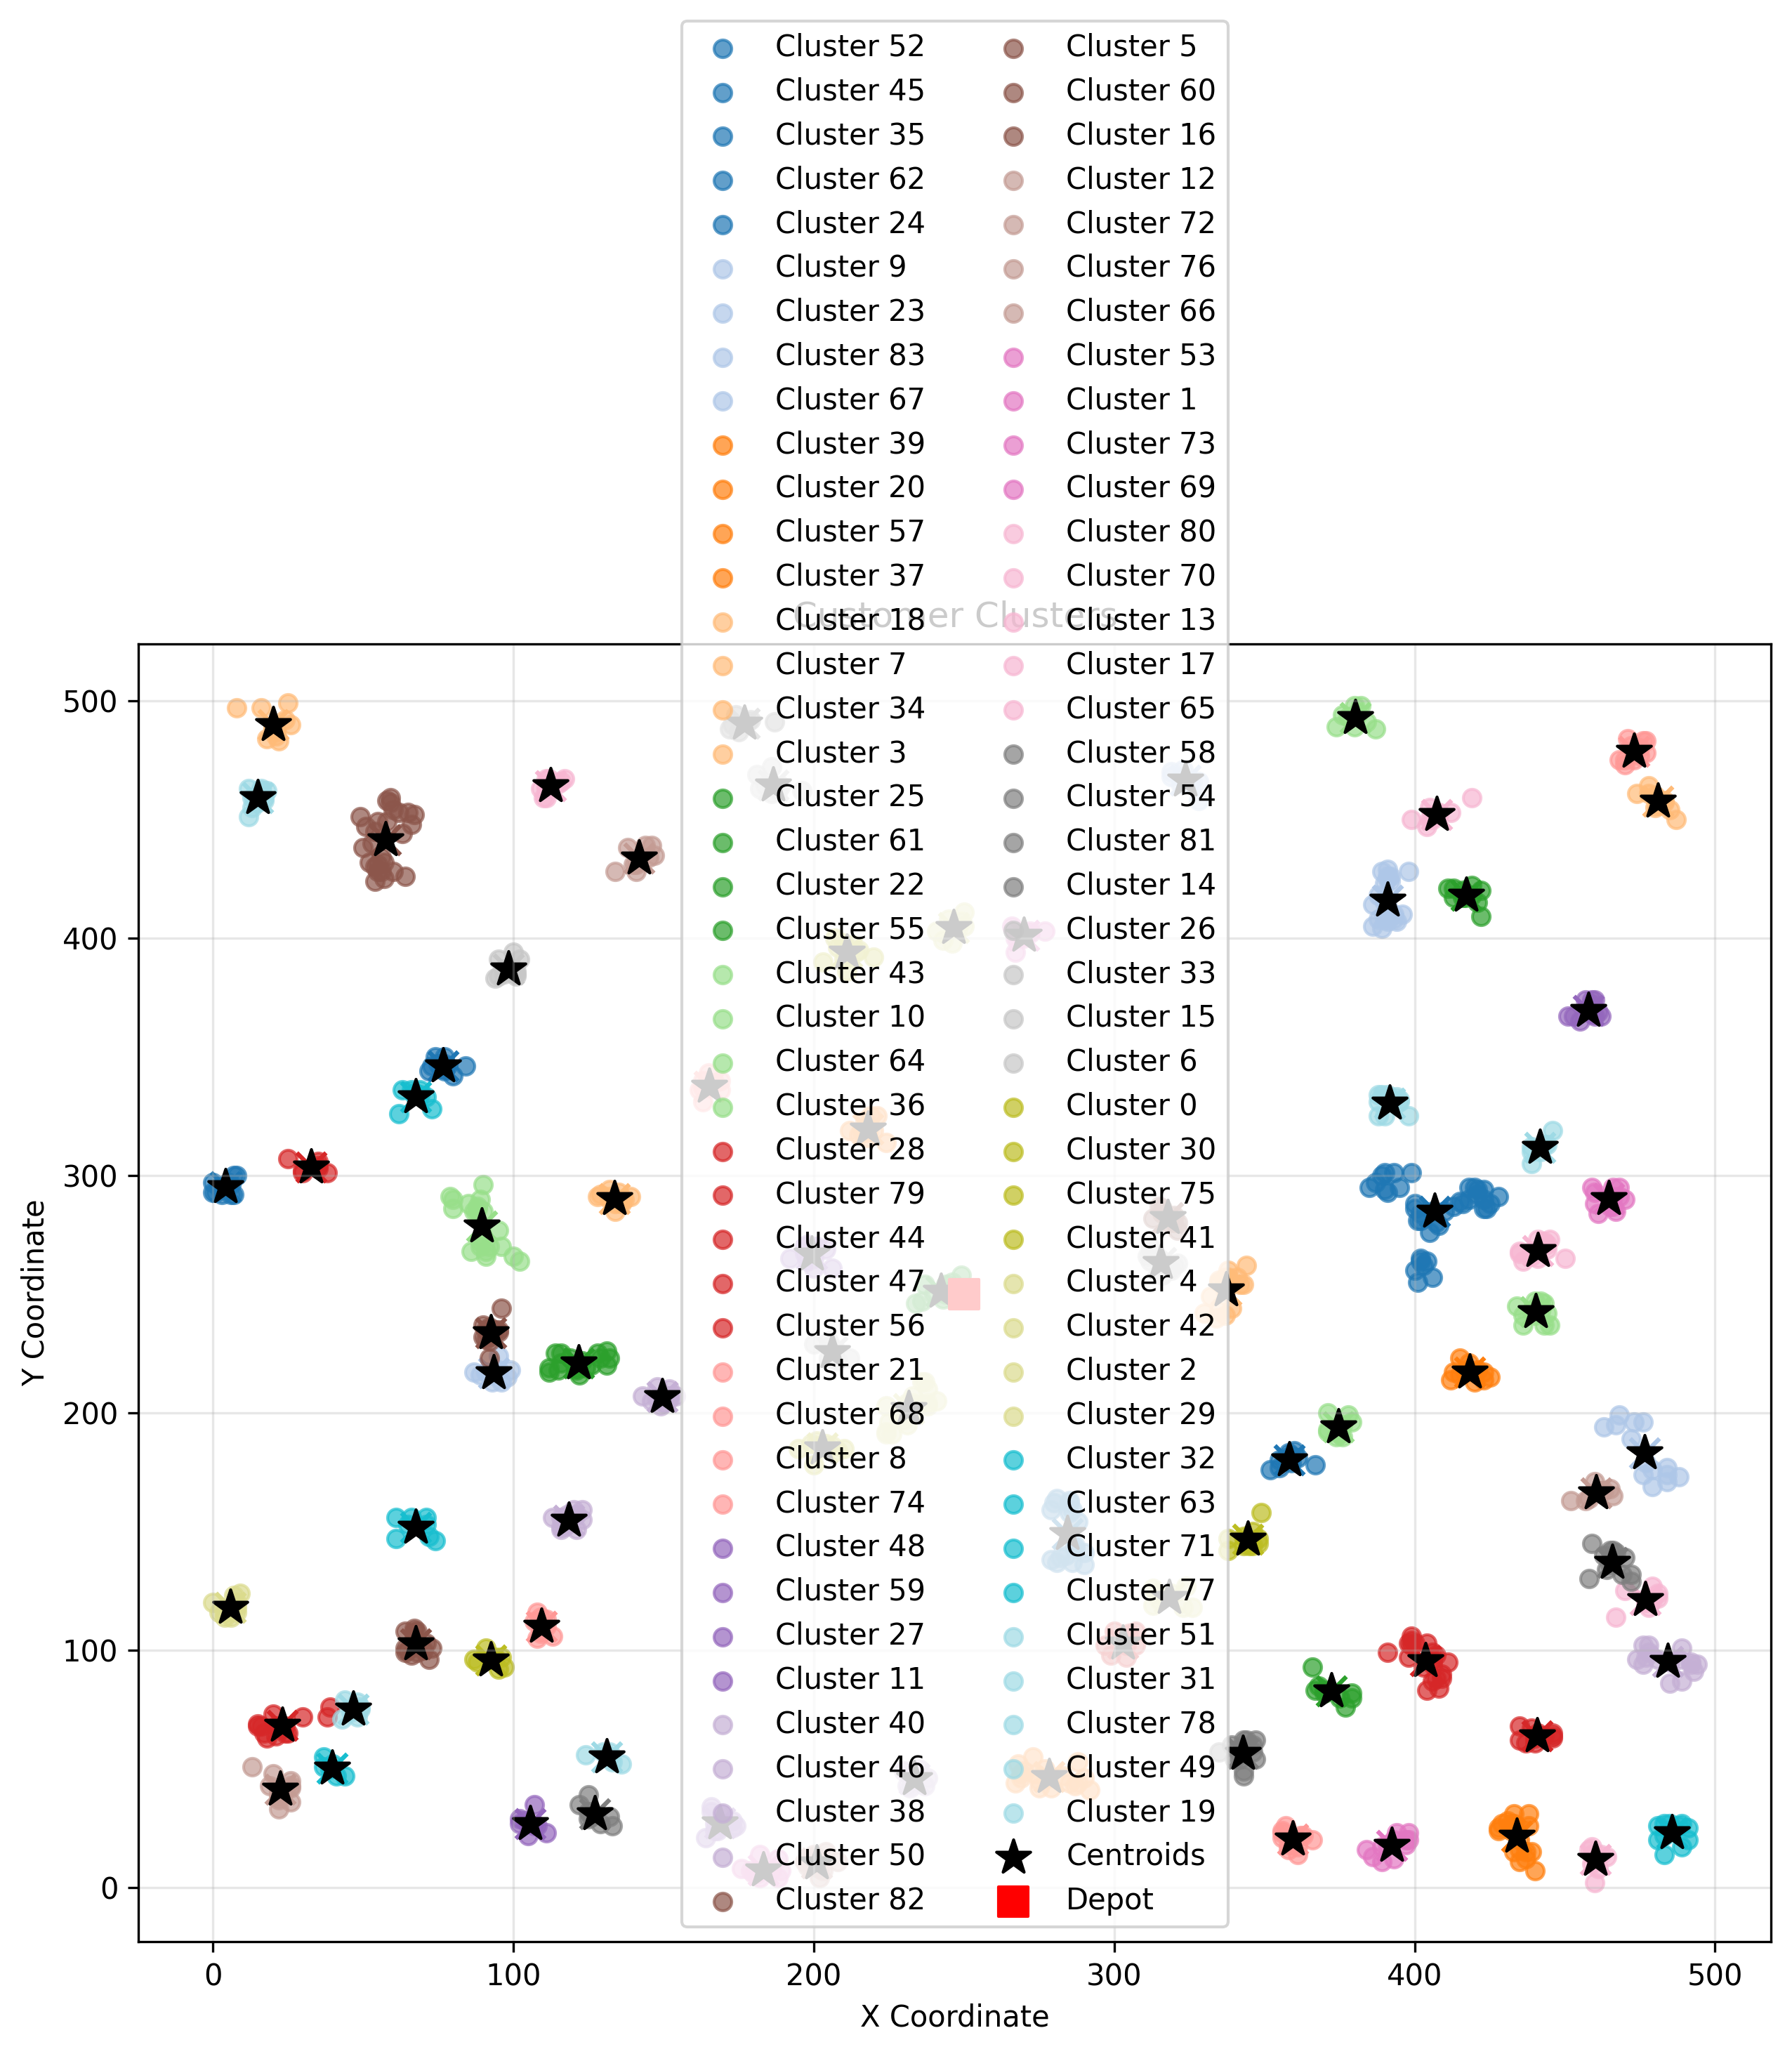 Customer Clusters
Cluster 52
Cluster 45
Cluster 35
Cluster 62
Cluster 24
Cluster 9
Cluster 23
Cluster 83
Cluster 67
Cluster 39
Cluster 20
Cluster 57
Cluster 37
Cluster 18
Cluster 7
Cluster 34
Cluster 3
Cluster 25
Cluster 61
Cluster 22
Cluster 55
Cluster 43
Cluster 10
Cluster 64
Cluster 36
Cluster 28
Cluster 79
Cluster 44
Cluster 47
Cluster 56
Cluster 21
Cluster 68
Cluster 8
Cluster 74
Cluster 48
Cluster 59
Cluster 27
Cluster 11
Cluster 40
Cluster 46
Cluster 38
Cluster 50
Cluster 82
Cluster 5
Cluster 60
Cluster 16
Cluster 12
Cluster 72
Cluster 76
Cluster 66
Cluster 53
Cluster 1
Cluster 73
Cluster 69
Cluster 80
Cluster 70
Cluster 13
Cluster 17
Cluster 65
Cluster 58
Cluster 54
Cluster 81
Cluster 14
Cluster 26
Cluster 33
Cluster 15
Cluster 6
Cluster 0
Cluster 30
Cluster 75
Cluster 41
Cluster 4
Cluster 42
Cluster 2
Cluster 29
Cluster 32
Cluster 63
Cluster 71
Cluster 77
Cluster 51
Cluster 31
Cluster 78
Cluster 49
Cluster 19
Centroids
Depot
Y Coordinate
500
400
300
200
100
0
0
100
200
300
400
500
X Coordinate